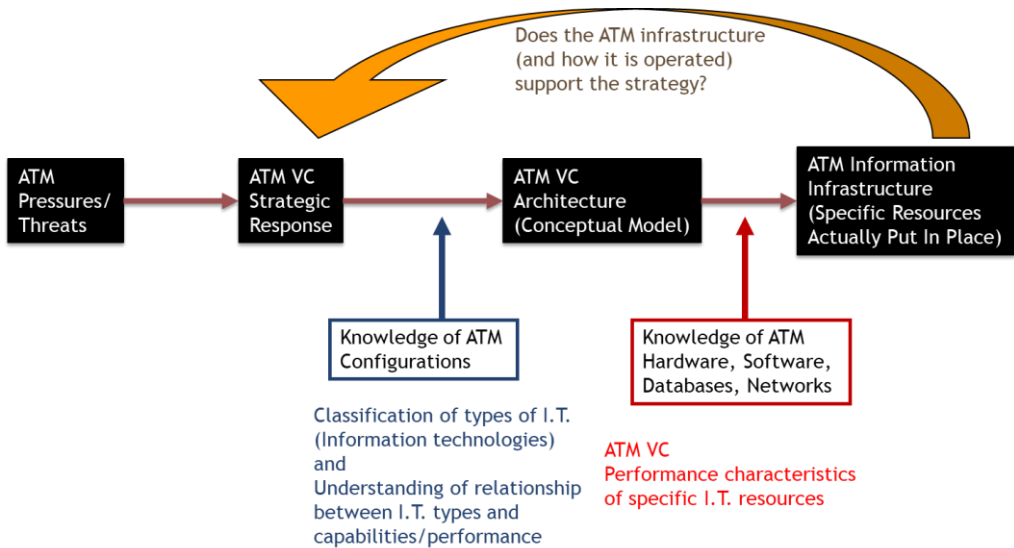 Does the ATM infrastructure
(and how it is operated)
support the strategy?
ATM
Pressures/
Threats
ATM VC
Strategic
Response
ATM VC
Architecture
(Conceptual Model)
ATM Information
Infrastructure
(Specific Resources
Actually Put In Place)
Knowledge of ATM
Configurations
Knowledge of ATM
Hardware, Software,
Databases, Networks
Classification of types of I.T.
(Information technologies)
and
Understanding of relationship
between I.T. types and
capabilities/performance
ATM VC
Performance characteristics
of specific I.T. resources